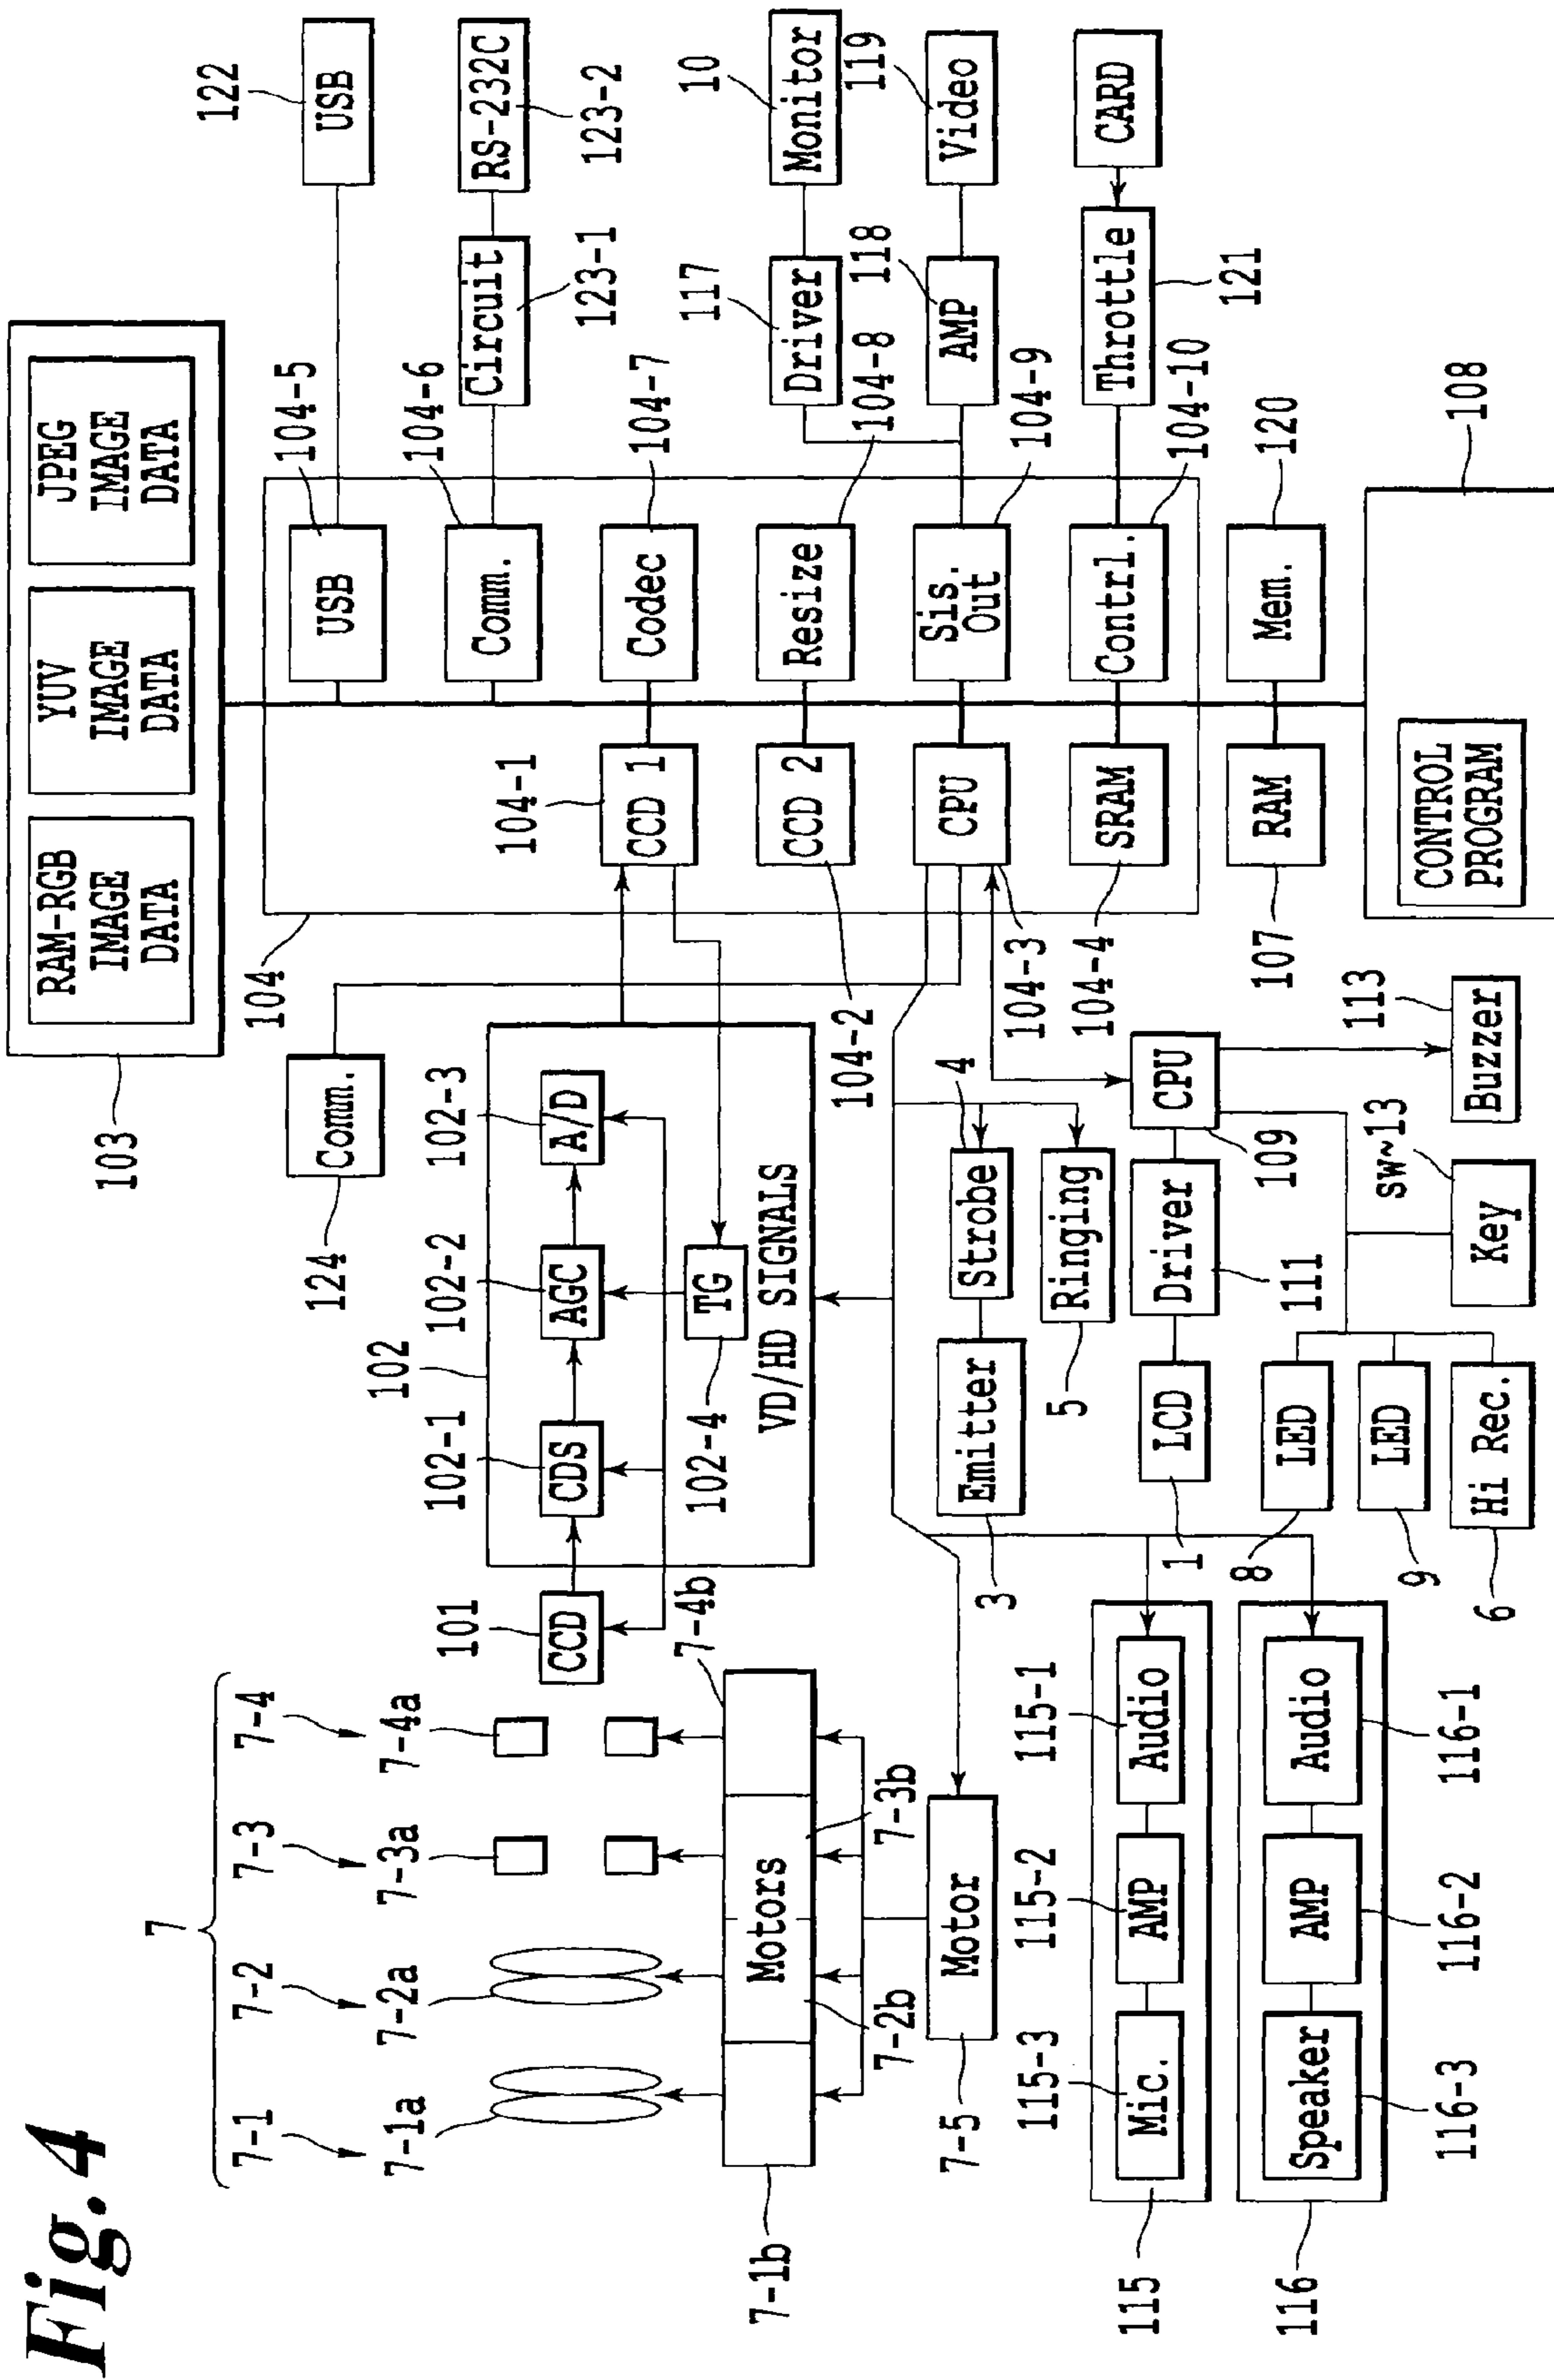 Fig. 4
7
7-1
7-2
7-3
7-4
7-1a
7-2a
7-3a
7-4a
101
CCD
7-4b
Motors
7-1b
7-2b
7-3b
Motor
7-5
102
102-1
102-2
102-3
CDS
AGC
A/D
TG
102-4
VD/HD SIGNALS
124
Comm.
103
RAM-RGB
IMAGE
DATA
YUV
IMAGE
DATA
JPEG
IMAGE
DATA
104
104-1
CCD 1
CCD 2
104-2
CPU
104-3
SRAM
104-4
USB
104-5
Comm.
104-6
Codec
104-7
Resize
104-8
Sis.
Out
104-9
Contrl.
104-10
122
USB
Circuit
123-1
RS-232C
123-2
117
Driver
10
Monitor
118
AMP
119
Video
Throttle
121
CARD
RAM
107
Mem.
120
108
CONTROL
PROGRAM
Emitter
3
Strobe
4
Ringing
5
LCD
1
Driver
111
CPU
109
Buzzer
113
sw~13
Key
LED
8
LED
9
Hi Rec.
6
115
Mic.
115-3
AMP
115-2
Audio
115-1
116
Speaker
116-3
AMP
116-2
Audio
116-1